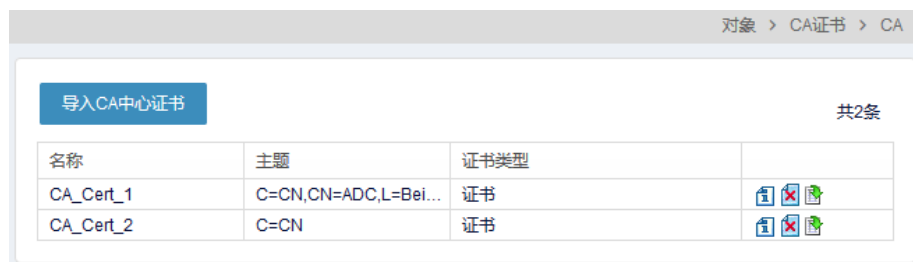 对象 > CA证书 > CA
导入CA中心证书
共2条
名称 主题 证书类型
CA_Cert_1 C=CN,CN=ADC,L=Bei... 证书
CA_Cert_2 C=CN 证书